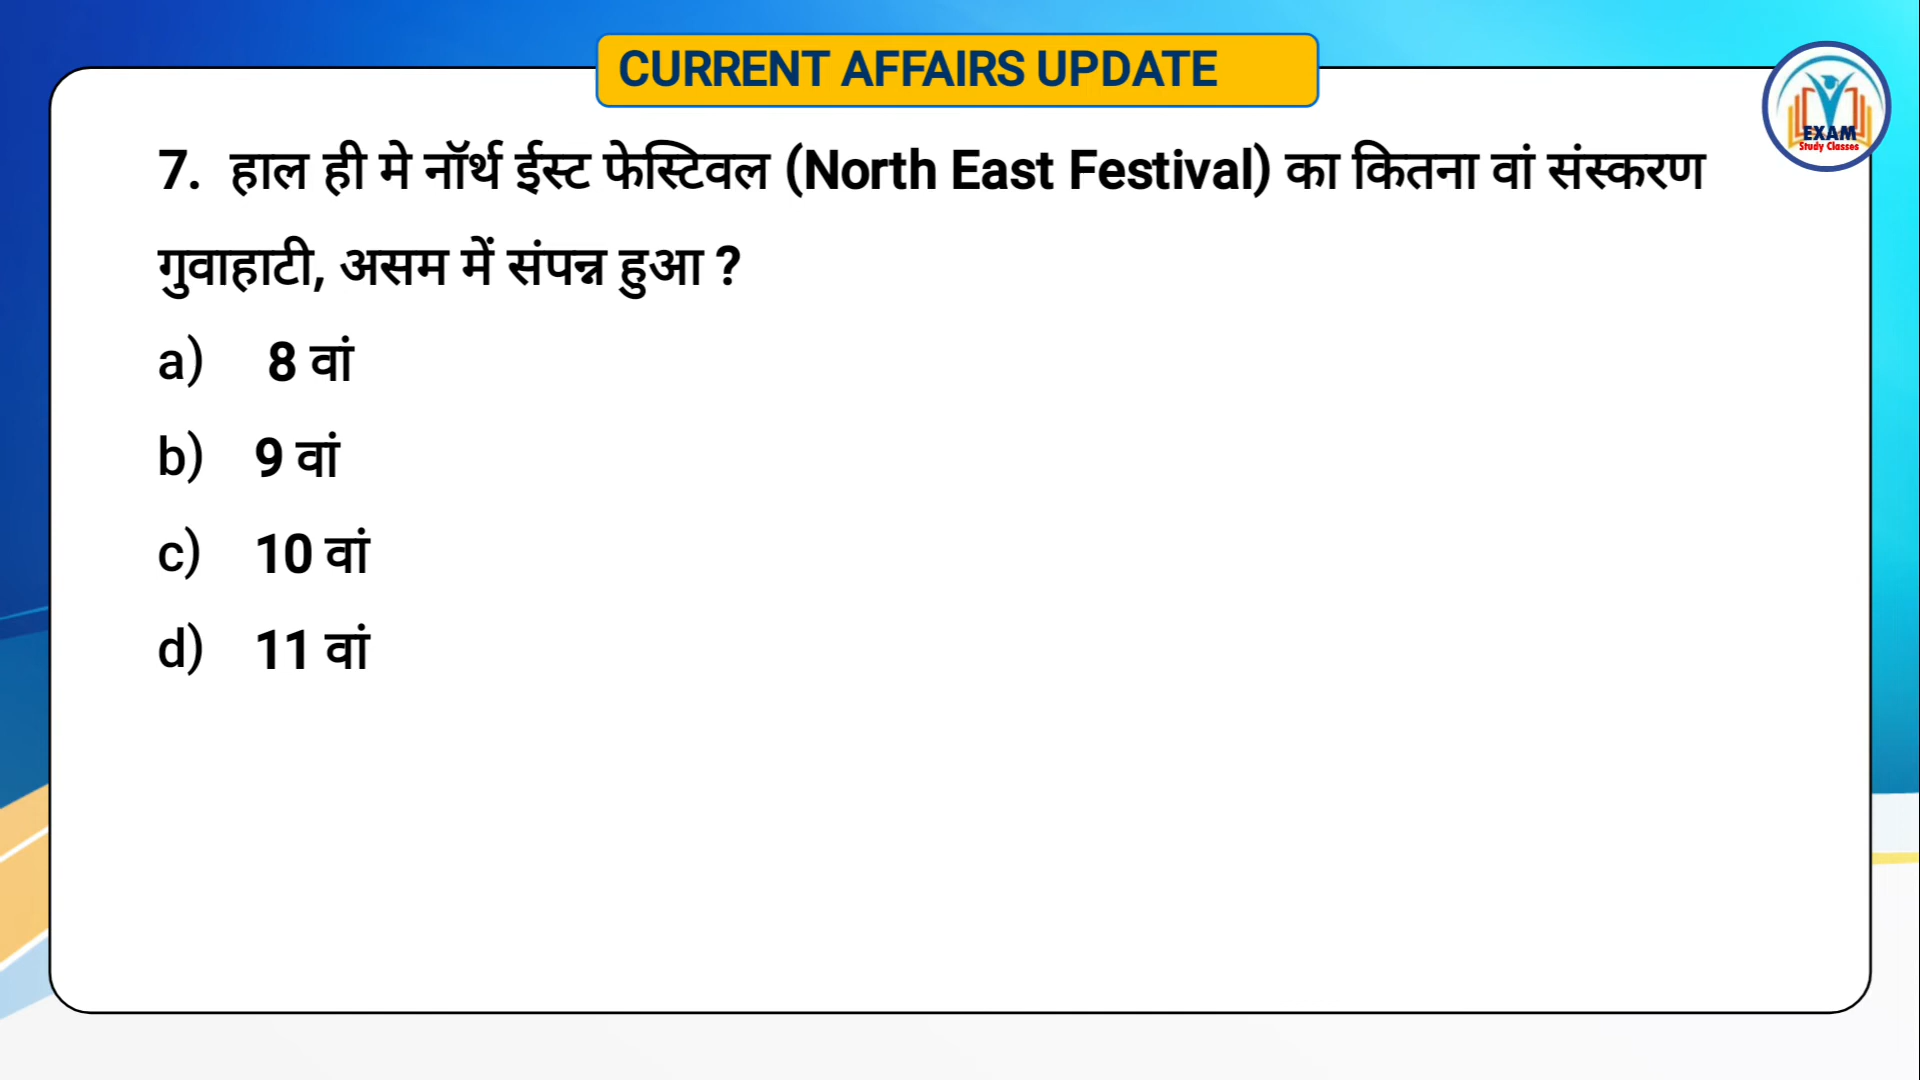 CURRENT AFFAIRS UPDATE
EXAM
Study Classes
7. हाल ही मे नॉर्थ ईस्ट फेस्टिवल (North East Festival) का कितना वां संस्करण
गुवाहाटी, असम में संपन्न हुआ ?
a) 8 वां
b) 9 वां
c) 10 वां
d) 11 वां